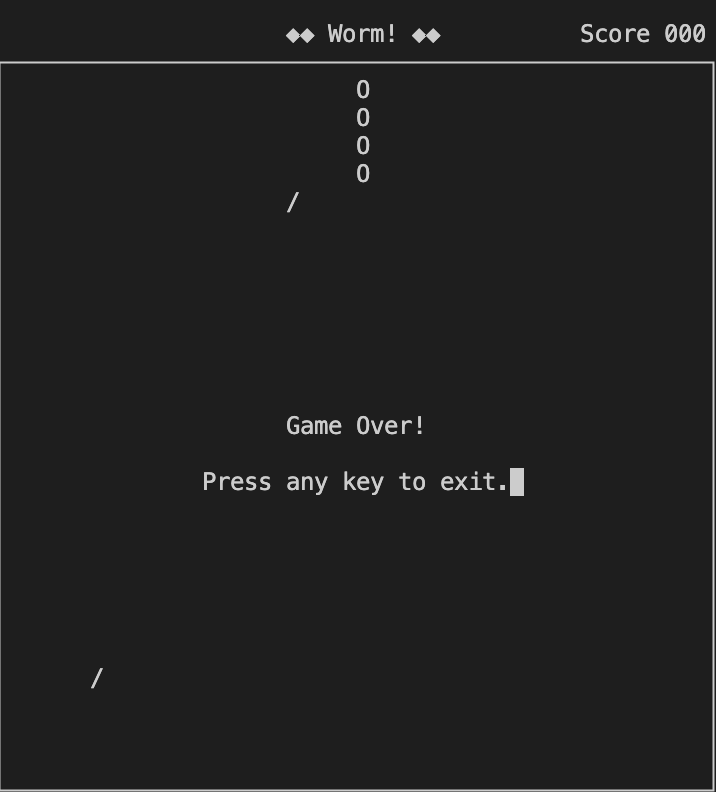 ◆◆ Worm! ◆◆ Score 000
O
O
O
O
/
Game Over!
Press any key to exit.
/